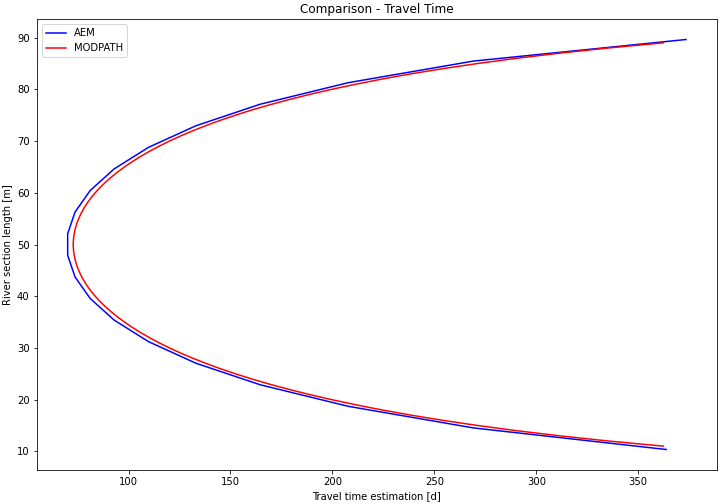 Comparison - Travel Time
AEM
MODPATH
River section length [m]
90
80
70
60
50
40
30
20
10
100 150 200 250 300 350
Travel time estimation [d]